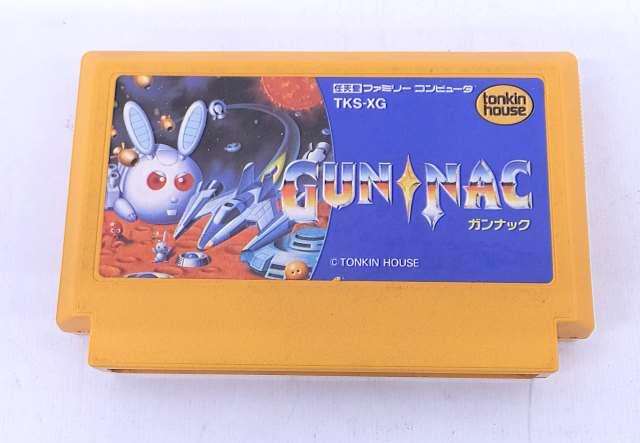 任天堂 ファミリー コンピュータ
TKS-XG
tonkin
house
GUN NAC
ガンナック
© TONKIN HOUSE